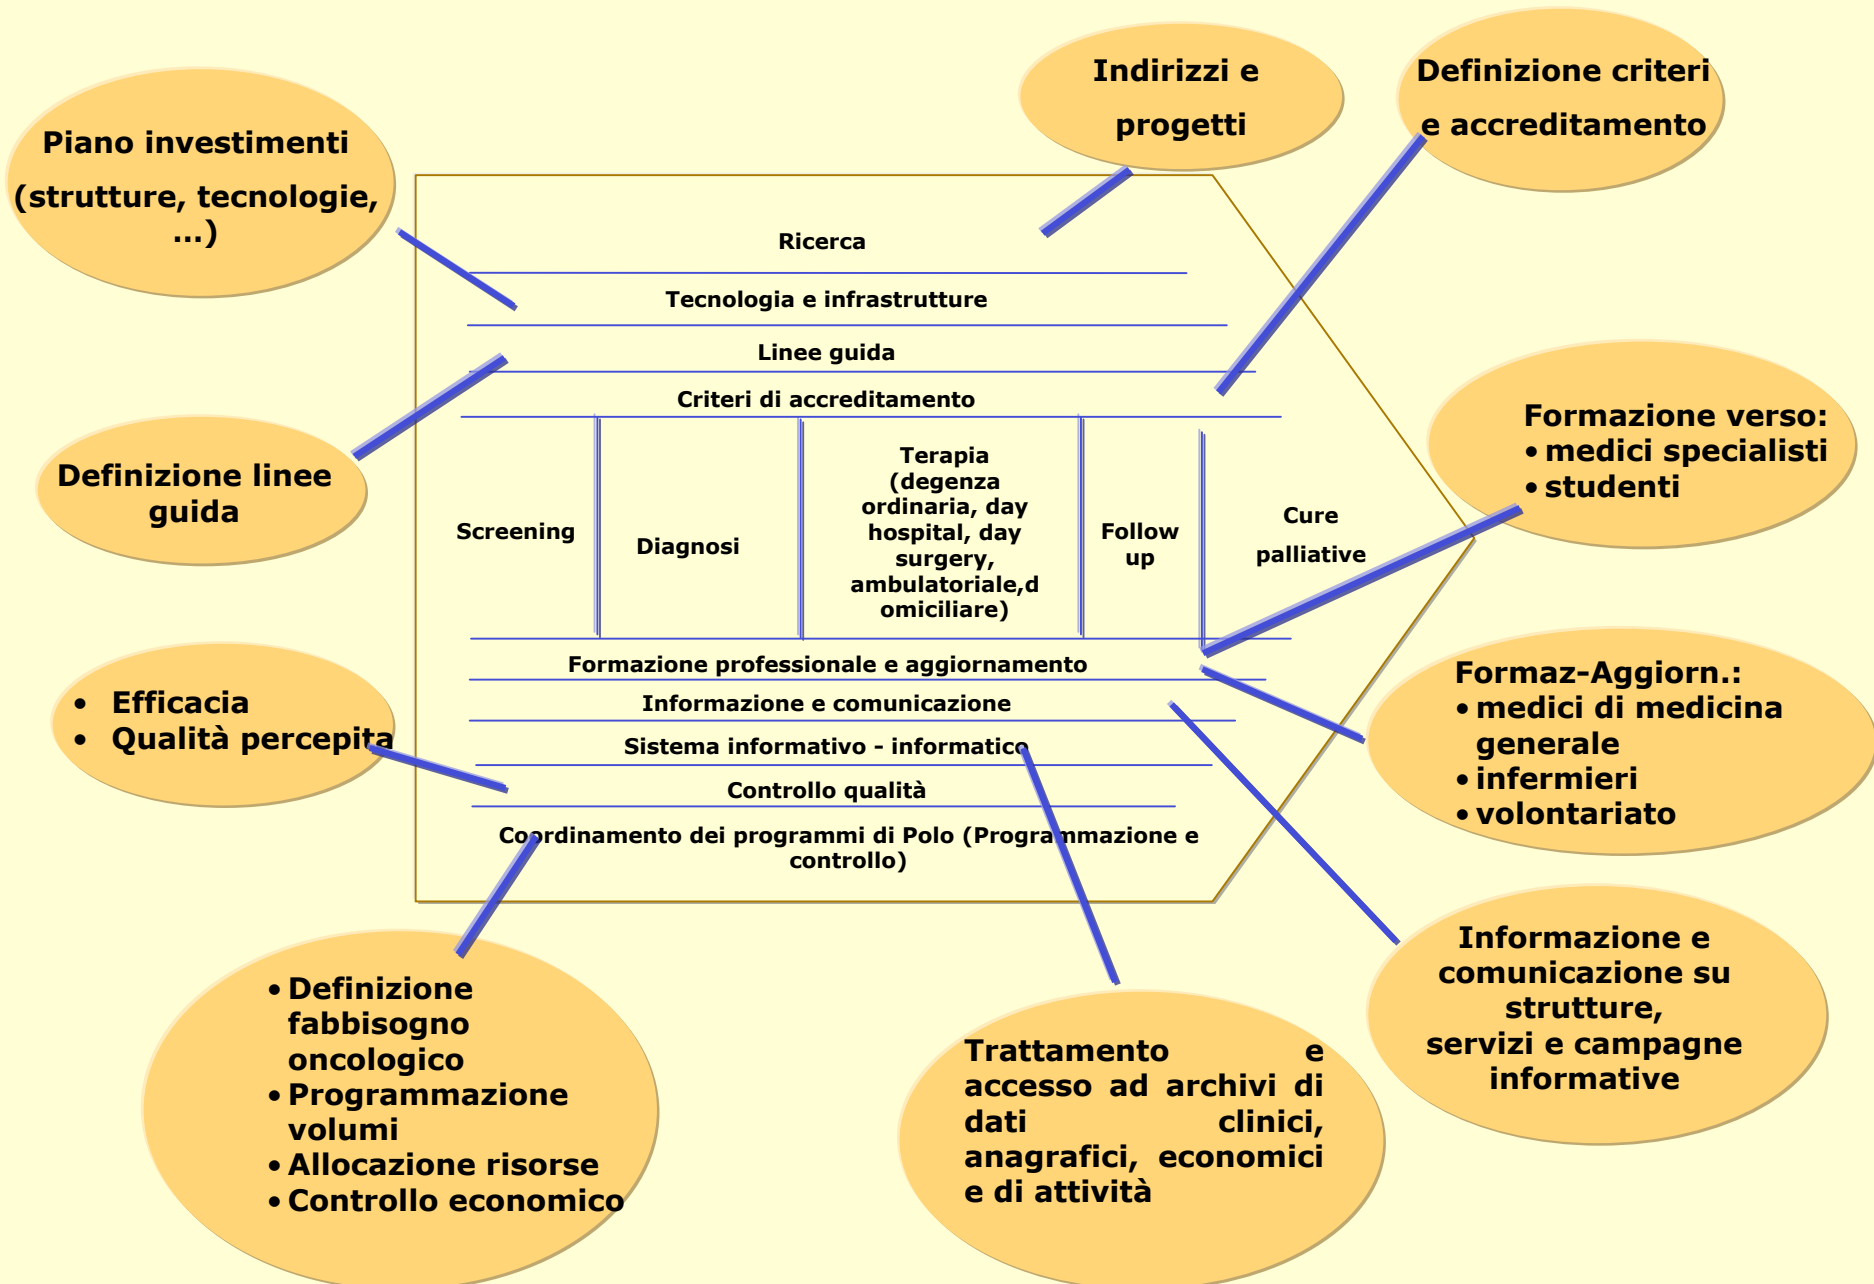 Indirizzi e
progetti
Definizione criteri
e accreditamento
Piano investimenti
(strutture, tecnologie,
...)
Ricerca
Tecnologia e infrastrutture
Linee guida
Criteri di accreditamento
Definizione linee
guida
Formazione verso:
• medici specialisti
• studenti
Screening
Diagnosi
Terapia
(degenza
ordinaria, day
hospital, day
surgery,
ambulatoriale,d
omiciliare)
Follow
up
Cure
palliative
Formazione professionale e aggiornamento
Informazione e comunicazione
Sistema informativo - informatico
Controllo qualità
Coordinamento dei programmi di Polo (Programmazione e
controllo)
• Efficacia
• Qualità percepita
Formaz-Aggiorn.:
• medici di medicina
generale
• infermieri
• volontariato
Informazione e
comunicazione su
strutture,
servizi e campagne
informative
• Definizione
fabbisogno
oncologico
• Programmazione
volumi
• Allocazione risorse
• Controllo economico
Trattamento e
accesso ad archivi di
dati clinici,
anagrafici, economici
e di attività